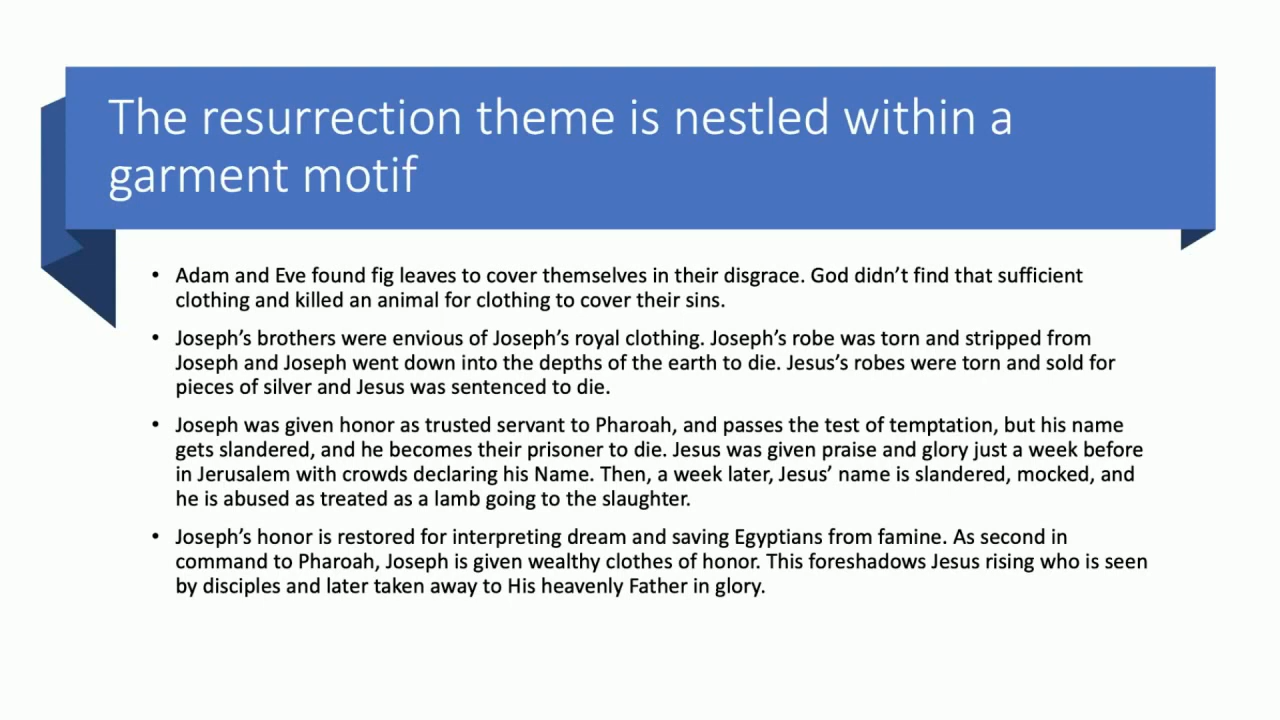 The resurrection theme is nestled within a
garment motif
• Adam and Eve found fig leaves to cover themselves in their disgrace. God didn’t find that sufficient
clothing and killed an animal for clothing to cover their sins.
• Joseph’s brothers were envious of Joseph’s royal clothing. Joseph’s robe was torn and stripped from
Joseph and Joseph went down into the depths of the earth to die. Jesus’s robes were torn and sold for
pieces of silver and Jesus was sentenced to die.
• Joseph was given honor as trusted servant to Pharoah, and passes the test of temptation, but his name
gets slandered, and he becomes their prisoner to die. Jesus was given praise and glory just a week before
in Jerusalem with crowds declaring his Name. Then, a week later, Jesus’ name is slandered, mocked, and
he is abused as treated as a lamb going to the slaughter.
• Joseph’s honor is restored for interpreting dream and saving Egyptians from famine. As second in
command to Pharoah, Joseph is given wealthy clothes of honor. This foreshadows Jesus rising who is seen
by disciples and later taken away to His heavenly Father in glory.